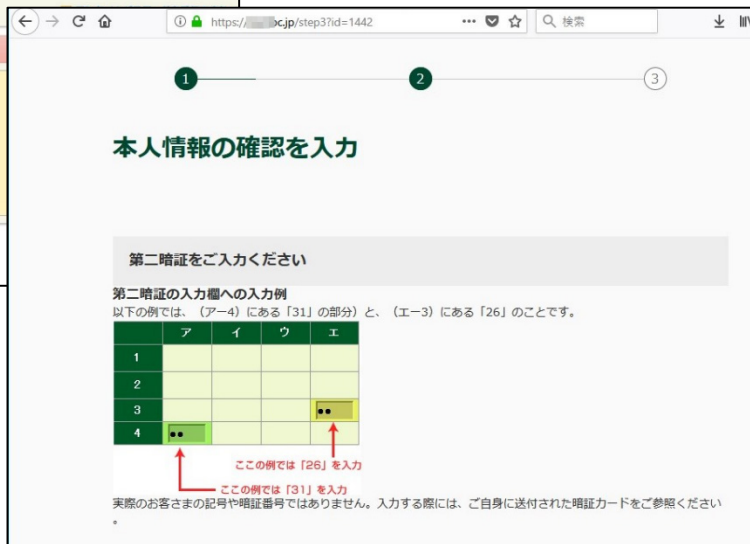 https://   bc.jp/step3?id=1442
検索
1
2
3
本人情報の確認を入力
第二暗証をご入力ください
第二暗証の入力欄への入力例
以下の例では、(アー4)にある「31」の部分)と、(エー3)にある「26」のことです。
ア イ ウ エ
1
2
3 ●●
4 ●●
ここの例では「26」を入力
ここの例では「31」を入力
実際のお客さまの記号や暗証番号ではありません。入力する際には、ご自身に送付された暗証カードをご参照ください
。